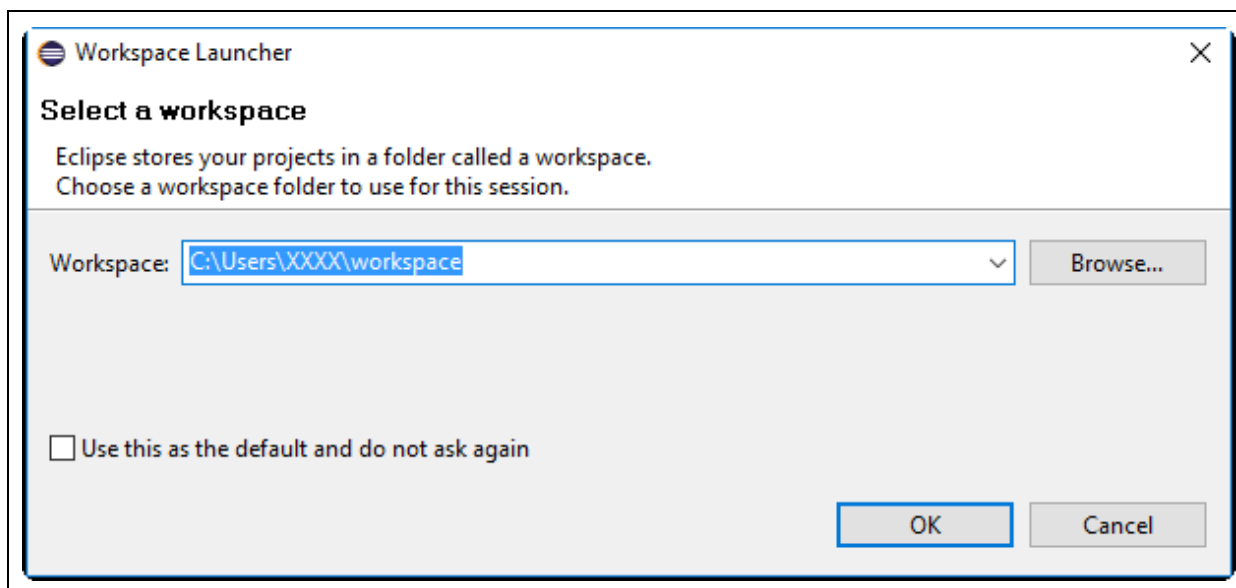 Workspace Launcher
Select a workspace
Eclipse stores your projects in a folder called a workspace.
Choose a workspace folder to use for this session.
Workspace: C:\Users\XXXX\workspace Browse...
Use this as the default and do not ask again
OK Cancel